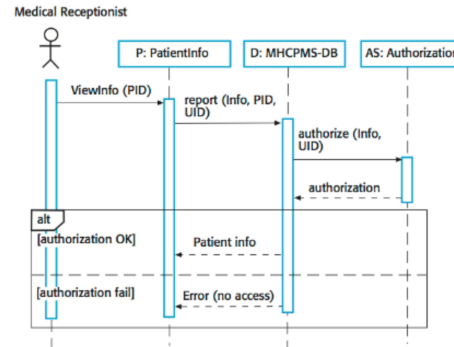 Medical Receptionist
P: PatientInfo
D: MHCPMS-DB
AS: Authorization
ViewInfo (PID)
report (Info, PID,
UID)
authorize (Info,
UID)
authorization
alt
[authorization OK]
Patient info
[authorization fail]
Error (no access)